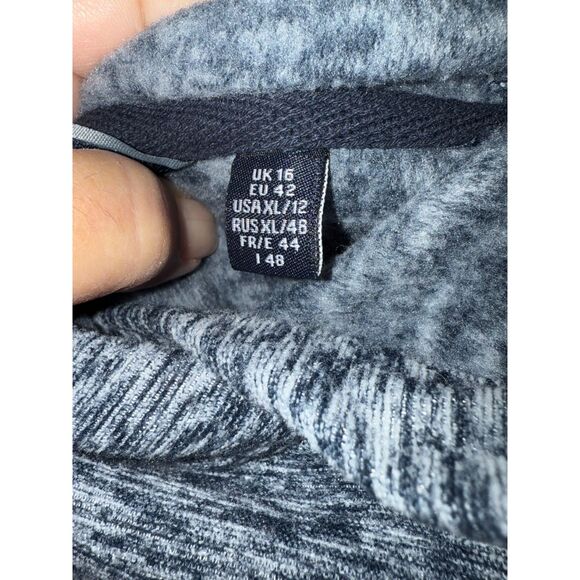 UK 16
EU 42
USA XL/12
RUS XL/48
FR/E 44
I 48